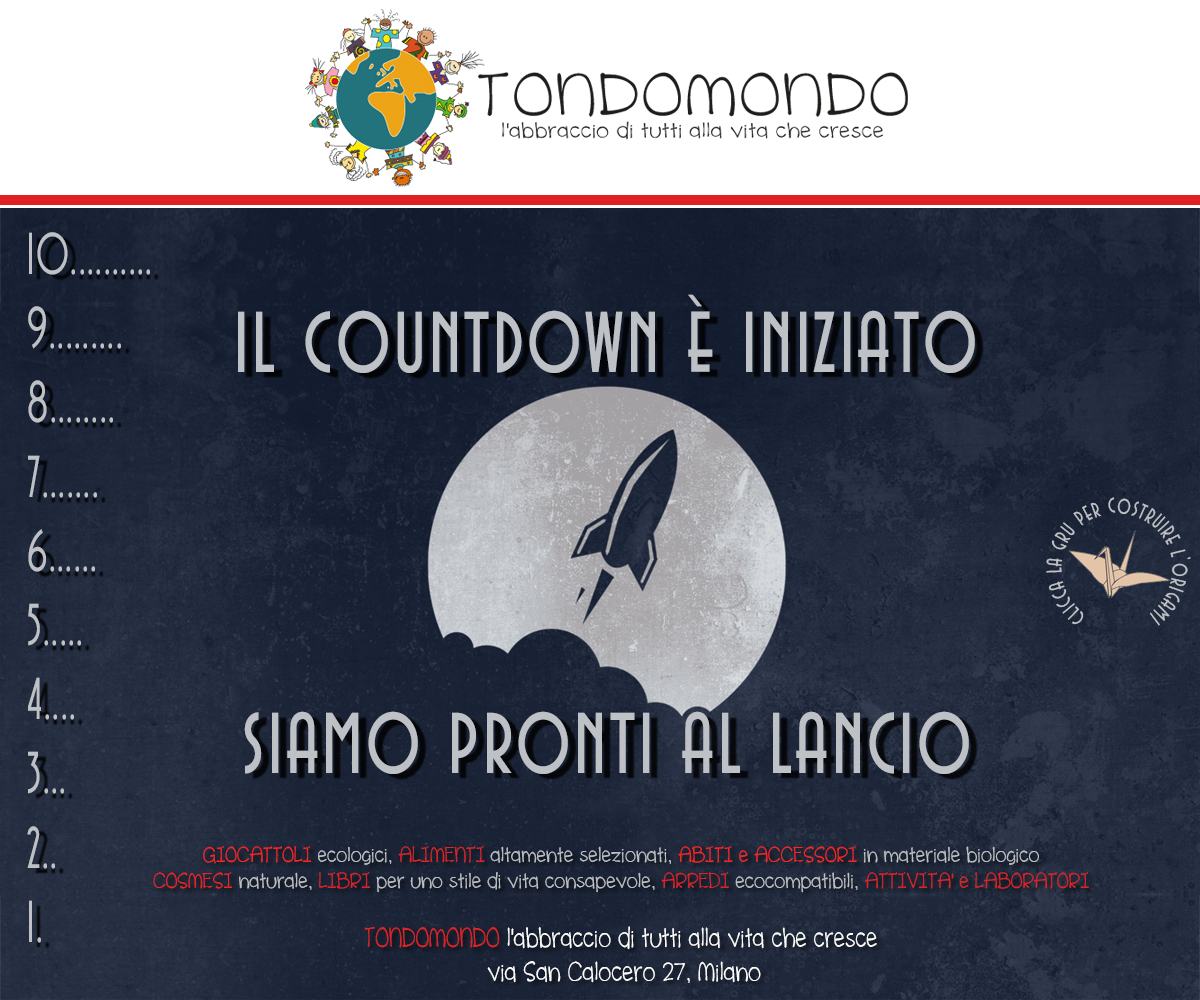 TONDOMONDO
l'abbraccio di tutti alla vita che cresce
10..........
9.........
8........
7.......
6......
5.....
4....
3...
2..
1.
IL COUNTDOWN È INIZIATO
CLICCA LA GRU PER COSTRUIRE L'ORIGAMI
SIAMO PRONTI AL LANCIO
GIOCATTOLI ecologici, ALIMENTI altamente selezionati, ABITI e ACCESSORI in materiale biologico
COSMESI naturale, LIBRI per uno stile di vita consapevole, ARREDI ecocompatibili, ATTIVITA' e LABORATORI
TONDOMONDO l'abbraccio di tutti alla vita che cresce
via San Calocero 27, Milano